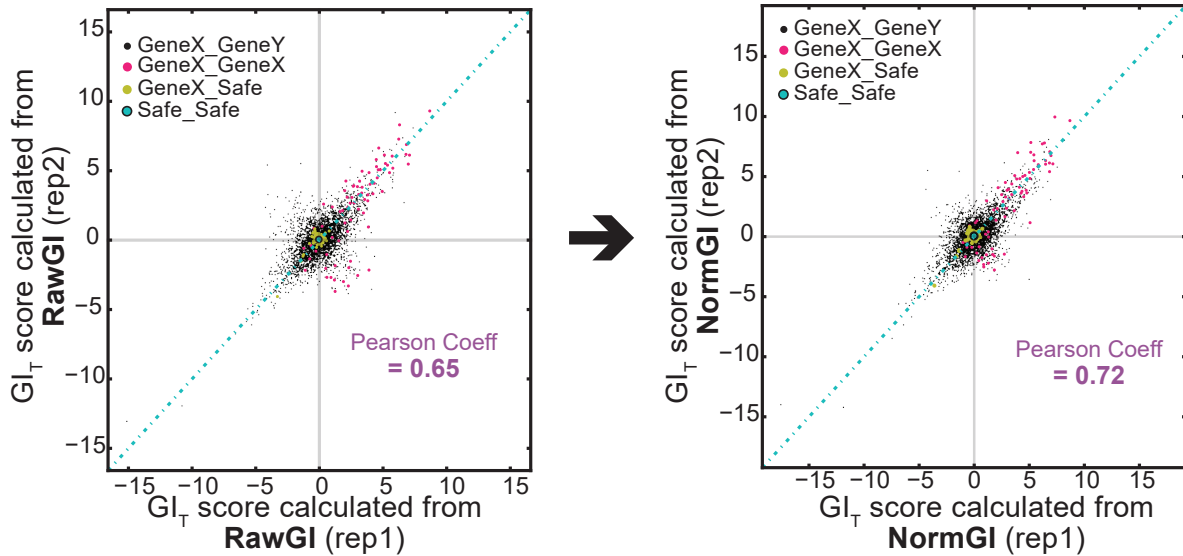 GeneX_GeneY
GeneX_GeneX
GeneX_Safe
Safe_Safe
15
10
5
0
−5
−10
−15
−15
−10
−5
0
5
10
15
GI_T score calculated from
RawGI (rep2)
GI_T score calculated from
RawGI (rep1)
Pearson Coeff
= 0.65
GeneX_GeneY
GeneX_GeneX
GeneX_Safe
Safe_Safe
15
10
5
0
−5
−10
−15
−15
−10
−5
0
5
10
15
GI_T score calculated from
NormGI (rep2)
GI_T score calculated from
NormGI (rep1)
Pearson Coeff
= 0.72